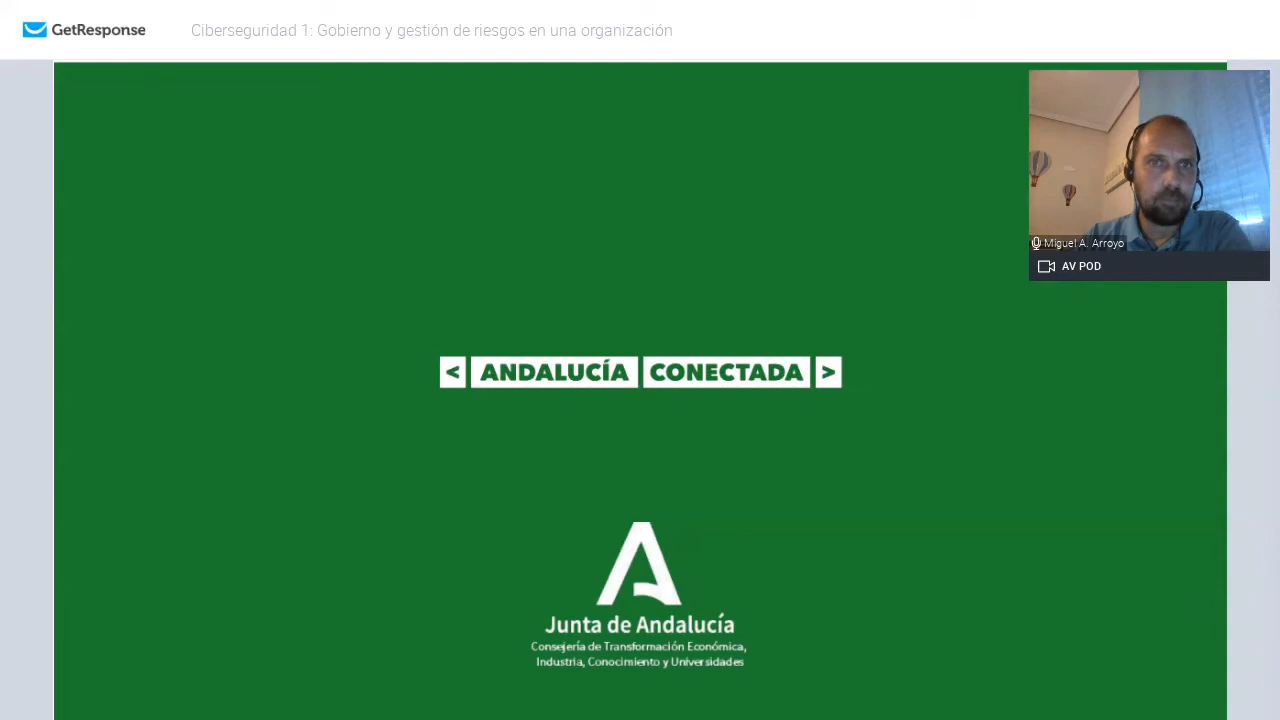 GetResponse
Ciberseguridad 1: Gobierno y gestión de riesgos en una organización
Miguel A. Arroyo
AV POD
< ANDALUCÍA CONECTADA >
Junta de Andalucía
Consejería de Transformación Económica,
Industria, Conocimiento y Universidades